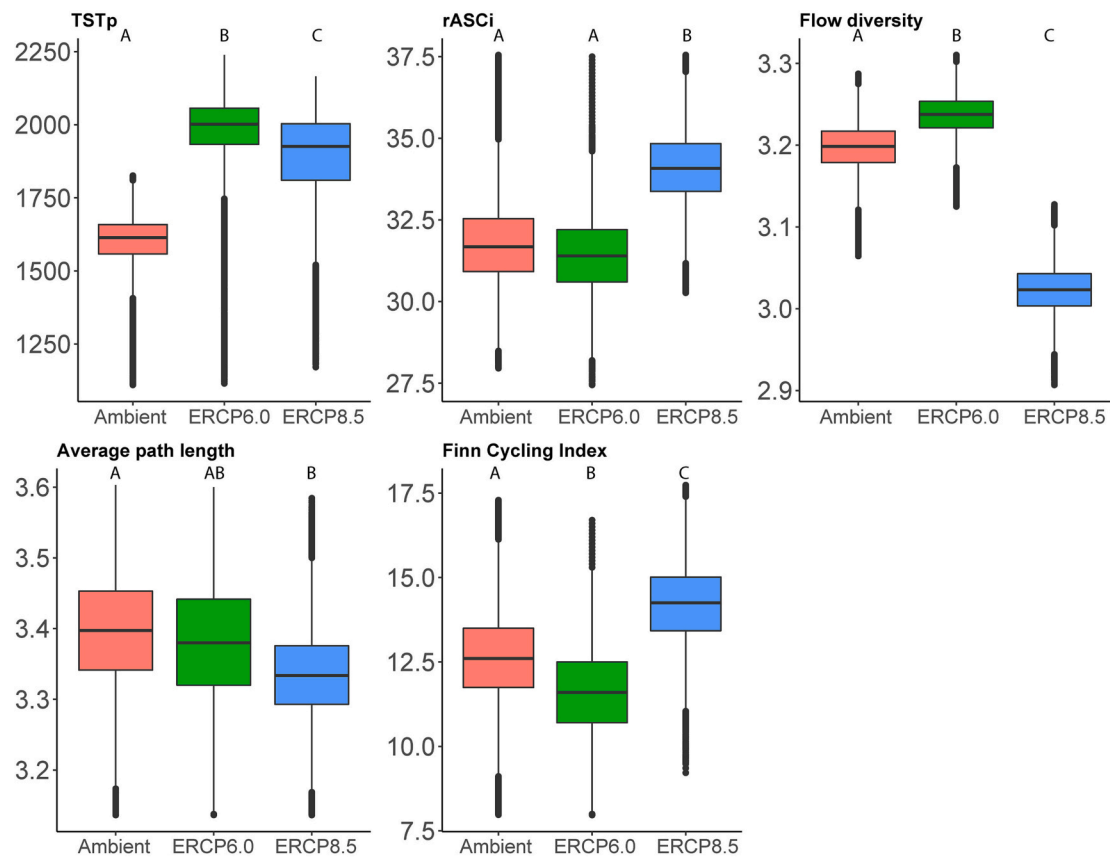 TSTp
A B C
2250
2000
1750
1500
1250
Ambient ERCP6.0 ERCP8.5
rASCi
A A B
37.5
35.0
32.5
30.0
27.5
Ambient ERCP6.0 ERCP8.5
Flow diversity
A B C
3.3
3.2
3.1
3.0
2.9
Ambient ERCP6.0 ERCP8.5
Average path length
A AB B
3.6
3.5
3.4
3.3
3.2
Ambient ERCP6.0 ERCP8.5
Finn Cycling Index
A B C
17.5
15.0
12.5
10.0
7.5
Ambient ERCP6.0 ERCP8.5